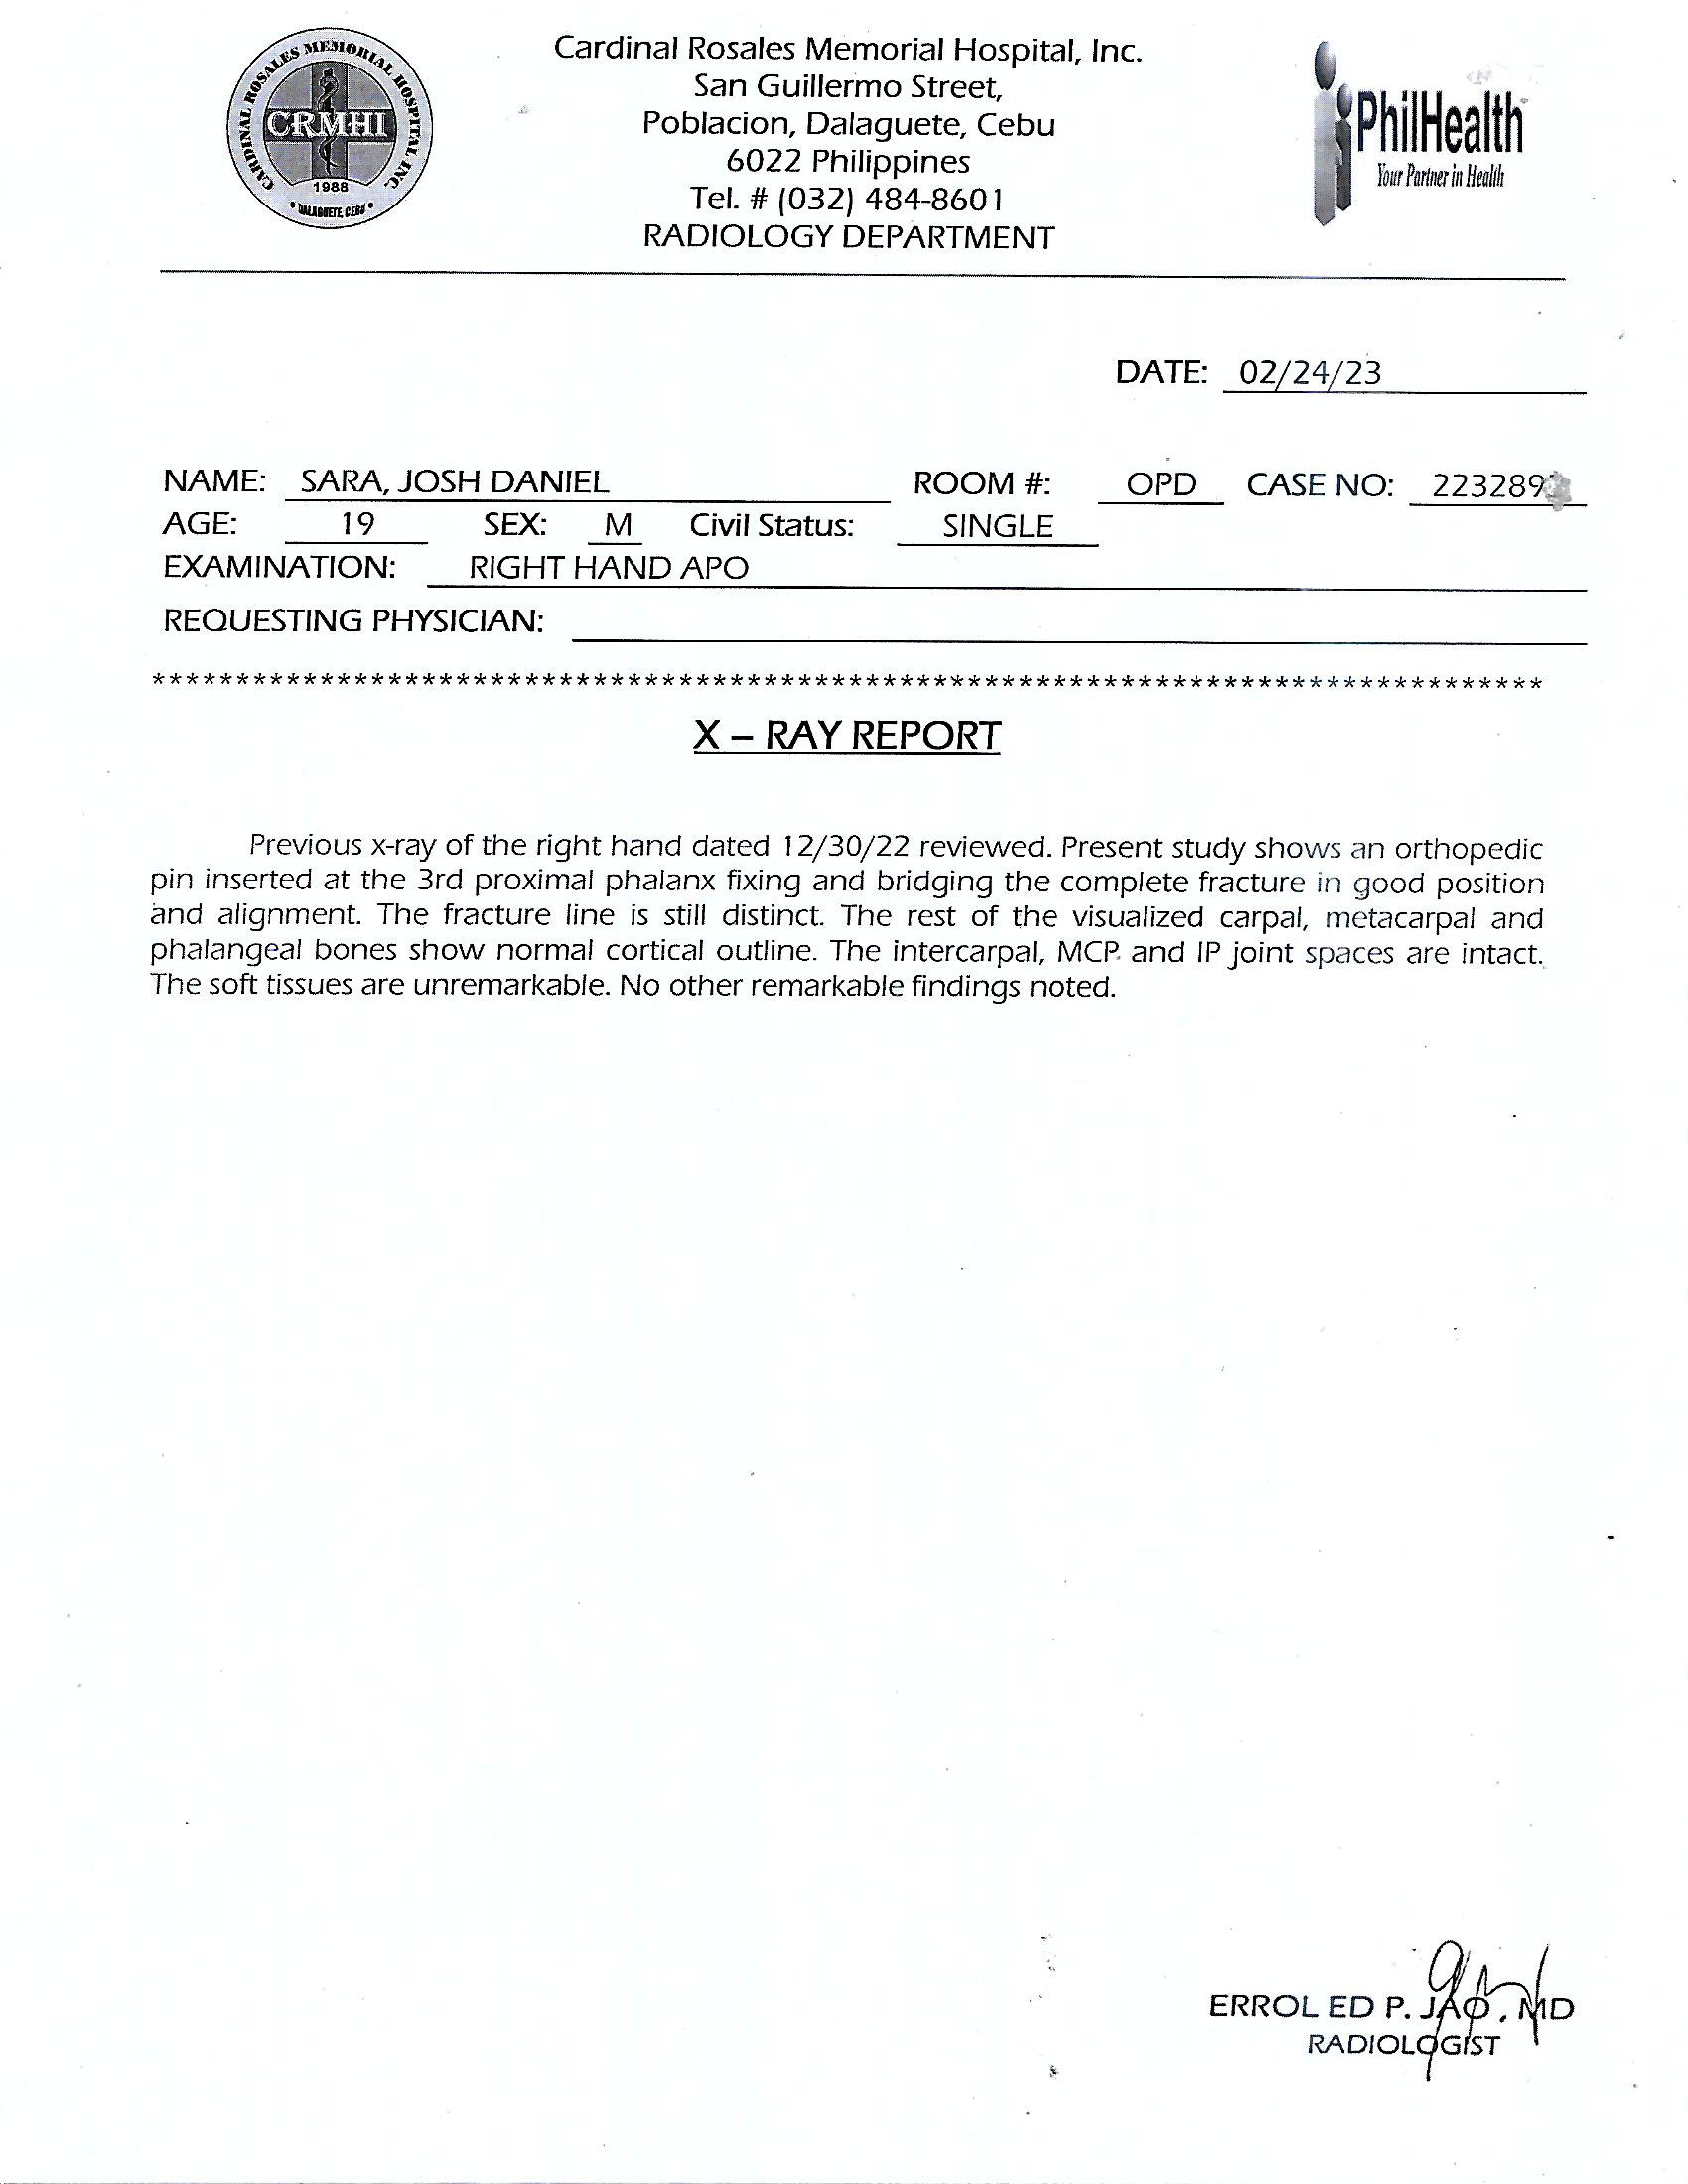 CARDINAL ROSALES MEMORIAL HOSPITAL INC.
CRMHI
1988
• DALAGUETE, CEBU •
Cardinal Rosales Memorial Hospital, Inc.
San Guillermo Street,
Poblacion, Dalaguete, Cebu
6022 Philippines
Tel. # (032) 484-8601
RADIOLOGY DEPARTMENT
PhilHealth
Your Partner in Health
DATE: 02/24/23
NAME: SARA, JOSH DANIEL ROOM #: OPD CASE NO: 223289
AGE: 19 SEX: M Civil Status: SINGLE
EXAMINATION: RIGHT HAND APO
REQUESTING PHYSICIAN:
X – RAY REPORT
Previous x-ray of the right hand dated 12/30/22 reviewed. Present study shows an orthopedic
pin inserted at the 3rd proximal phalanx fixing and bridging the complete fracture in good position
and alignment. The fracture line is still distinct. The rest of the visualized carpal, metacarpal and
phalangeal bones show normal cortical outline. The intercarpal, MCP and IP joint spaces are intact.
The soft tissues are unremarkable. No other remarkable findings noted.
ERROL ED P. JAO, MD
RADIOLOGIST